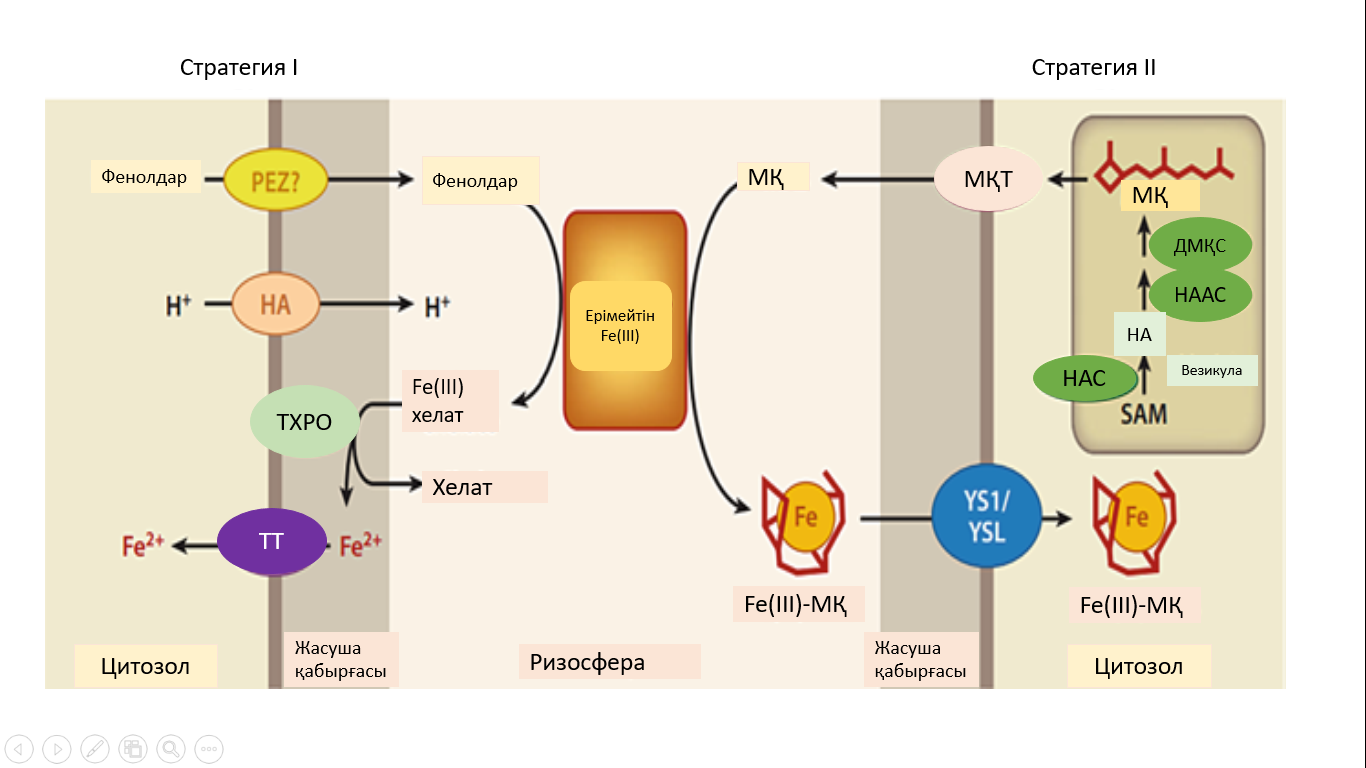 Стратегия I
Стратегия II
Фенолдар
PEZ?
Фенолдар
МҚ
МҚТ
МҚ
ДМҚС
НААС
НА
Везикула
НАС
SAM
H⁺
HA
H⁺
Ерімейтін
Fe(III)
Fe(III)
хелат
ТХРО
Хелат
Fe²⁺
ТТ
Fe²⁺
Fe
YS1/
YSL
Fe
Fe(III)-МҚ
Fe(III)-МҚ
Цитозол
Жасуша
қабырғасы
Ризосфера
Жасуша
қабырғасы
Цитозол